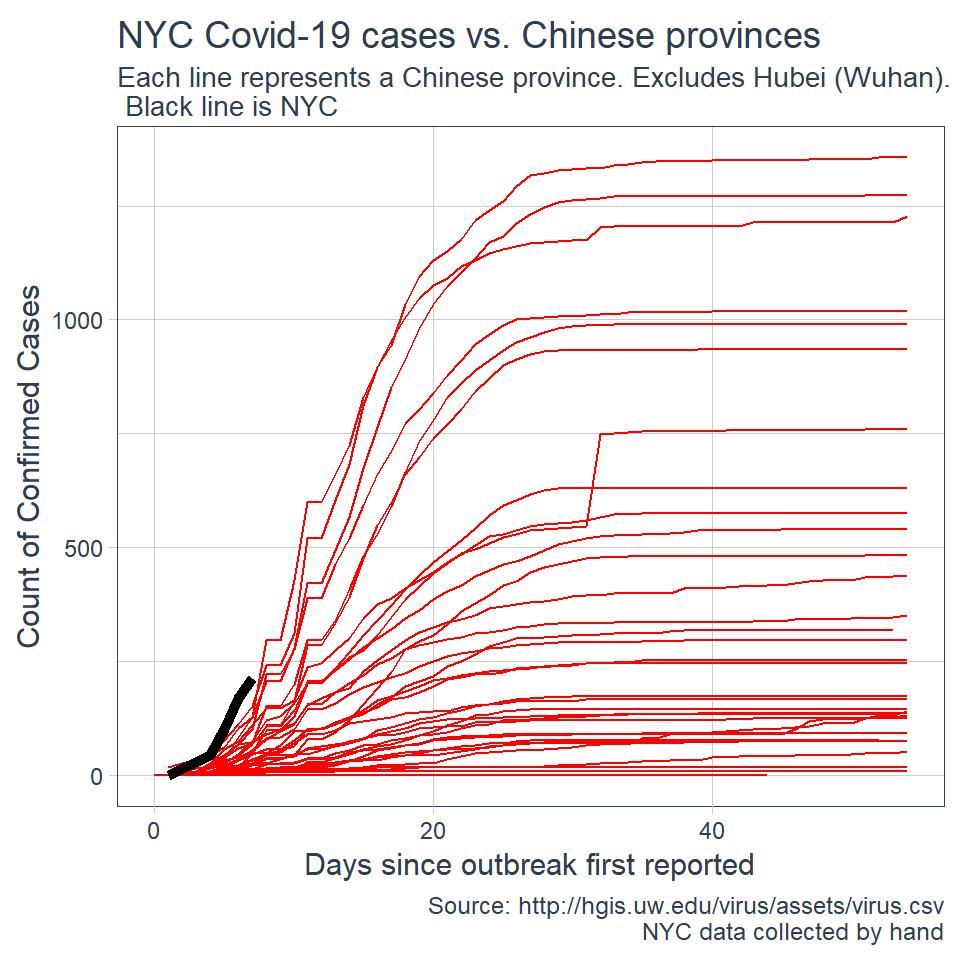 NYC Covid-19 cases vs. Chinese provinces
Each line represents a Chinese province. Excludes Hubei (Wuhan).
Black line is NYC
Count of Confirmed Cases
1000
500
0
0
20
40
Days since outbreak first reported
Source: http://hgis.uw.edu/virus/assets/virus.csv
NYC data collected by hand